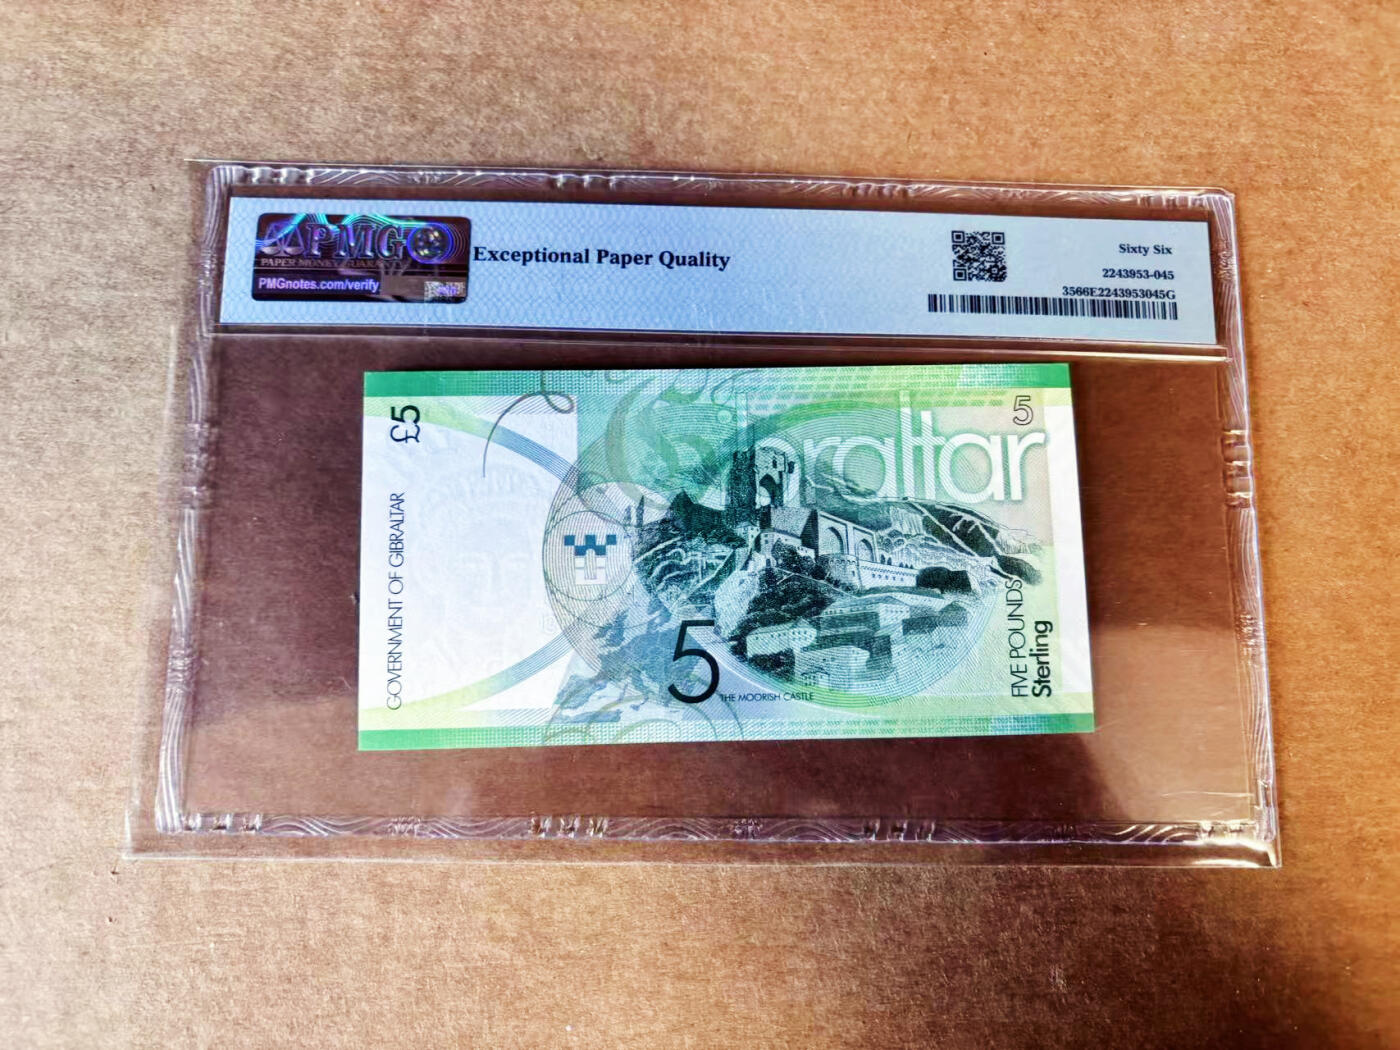 PMG
PAPER MONEY GUARANTY
PMGnotes.com/verify
Exceptional Paper Quality
Sixty Six
2243953-045
3566E2243953045G
£5
GOVERNMENT OF GIBRALTAR
5
Gibraltar
5
THE MOORISH CASTLE
FIVE POUNDS
Sterling